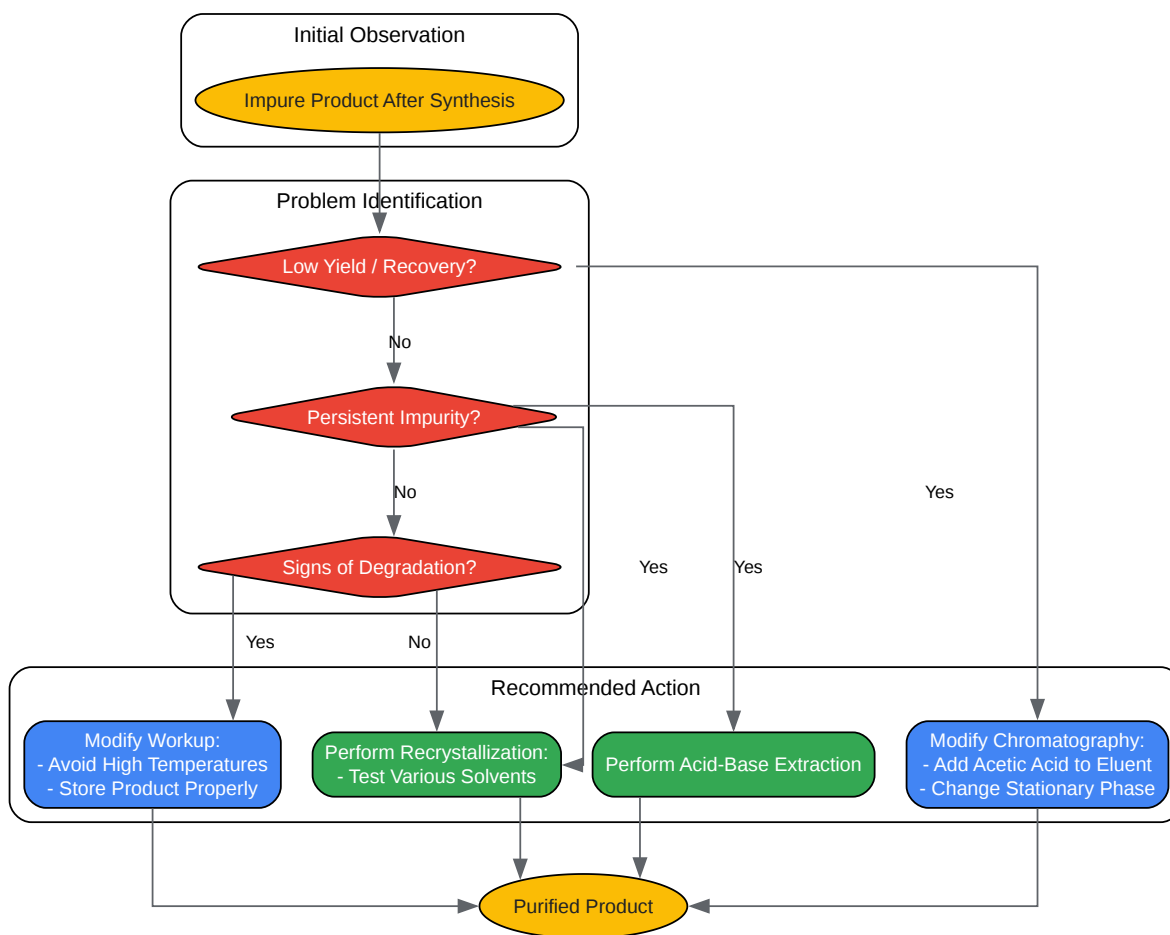 Initial Observation
Impure Product After Synthesis
Problem Identification
Low Yield / Recovery?
No
Persistent Impurity?
No
Yes
Signs of Degradation?
Yes
Yes
Yes
No
Recommended Action
Modify Workup:
- Avoid High Temperatures
- Store Product Properly
Perform Recrystallization:
- Test Various Solvents
Perform Acid-Base Extraction
Modify Chromatography:
- Add Acetic Acid to Eluent
- Change Stationary Phase
Purified Product